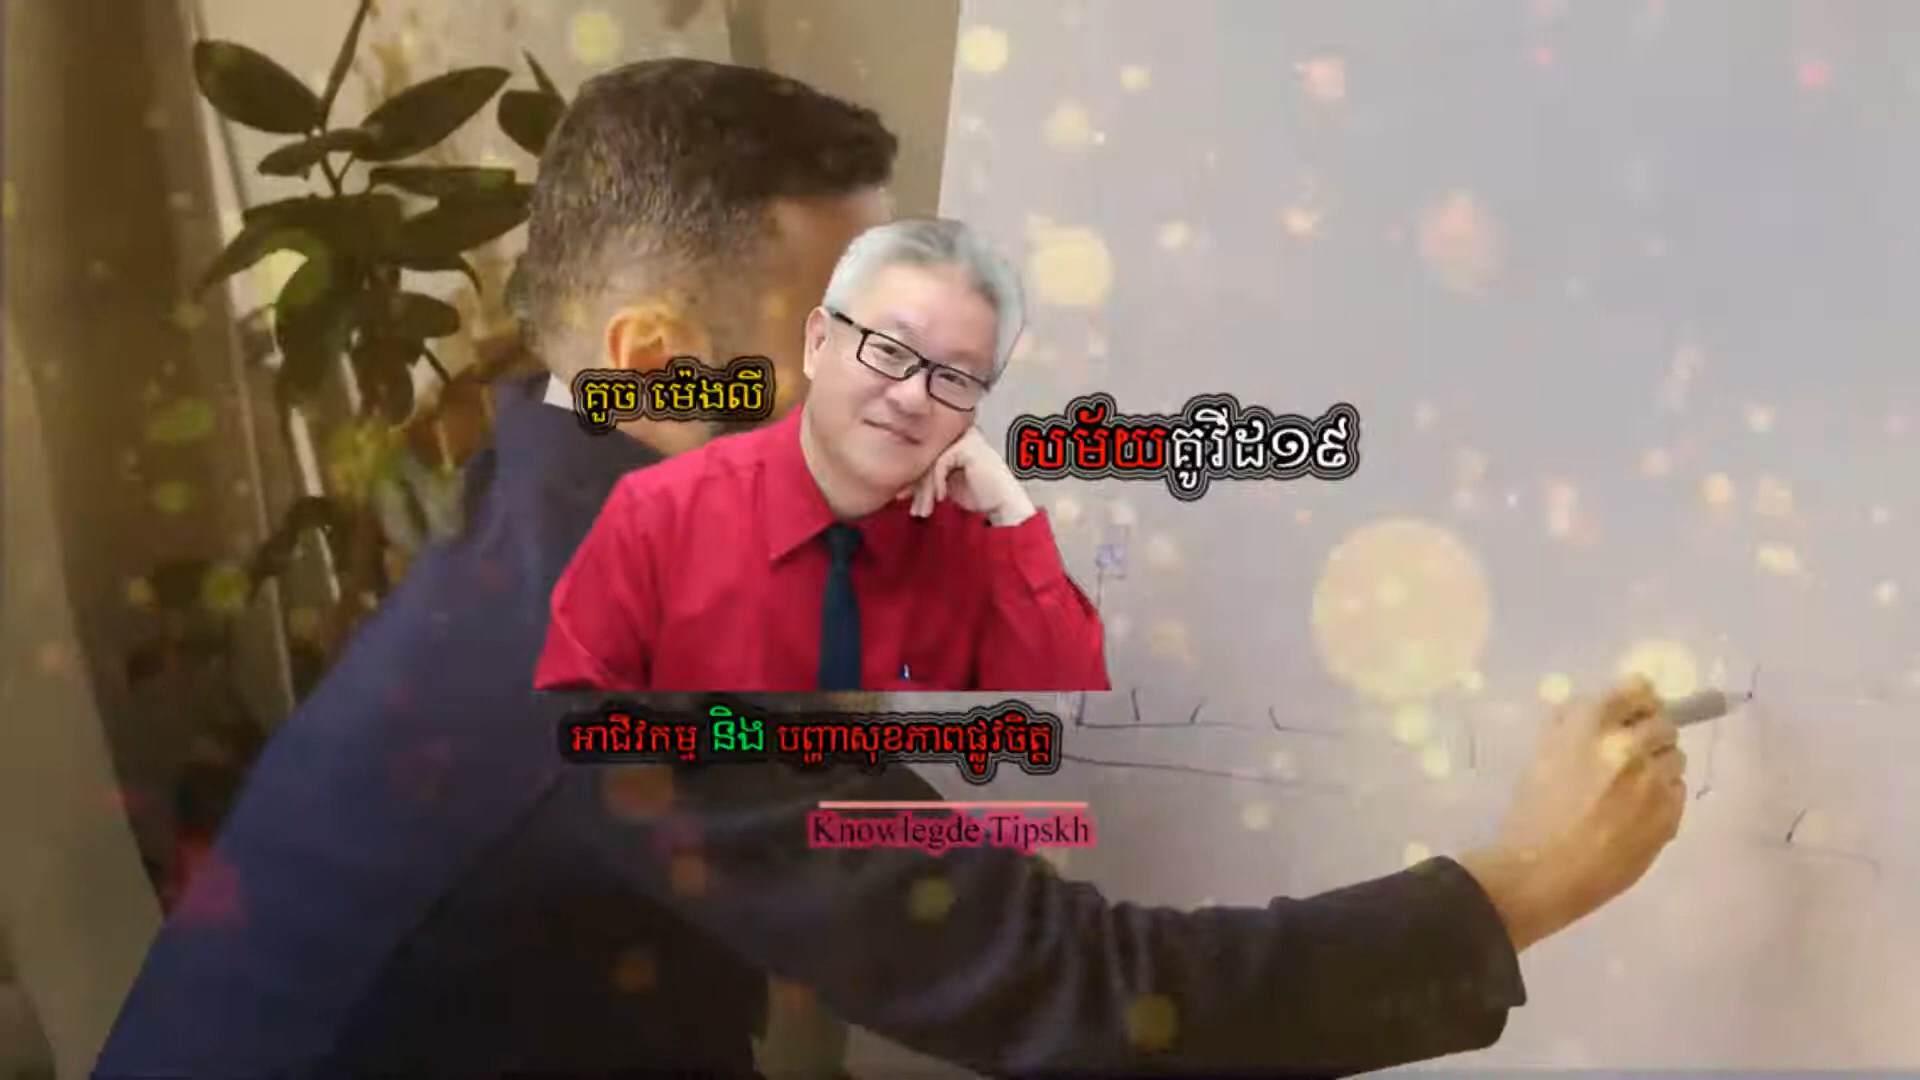 គួច ម៉េងលី
សម័យកូវីដ១៩
អាជីវកម្ម និង បញ្ហាសុខភាពផ្លូវចិត្ត
Knowlegde Tipskh